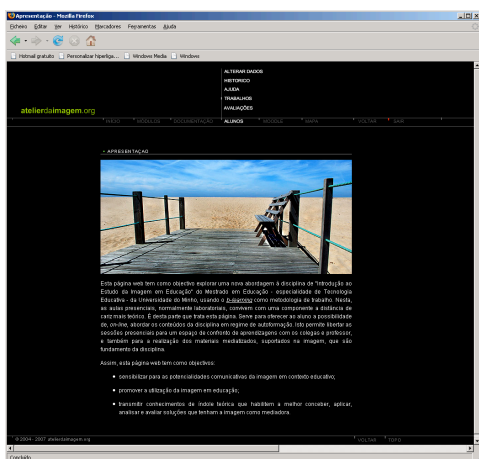 Apresentação - Mozilla Firefox
Ficheiro Editar Ver Histórico Marcadores Ferramentas Ajuda
Hotmail gratuito Personalizar hiperliga... Windows Media Windows
ALTERAR DADOS
HISTORICO
AJUDA
TRABALHOS
AVALIAÇÕES
atelierdaimagem.org
INÍCIO MÓDULOS DOCUMENTAÇÃO ALUNOS MOODLE MAPA VOLTAR SAIR
APRESENTAÇÃO
Esta página web tem como objectivo explorar uma nova abordagem à disciplina de "Introdução ao
Estudo da Imagem em Educação" do Mestrado em Educação - especialidade de Tecnologia
Educativa - da Universidade do Minho, usando o b-learning como metodologia de trabalho. Nesta,
as aulas presenciais, normalmente laboratoriais, convivem com uma componente a distância de
cariz mais teórico. É desta parte que trata esta página. Serve para oferecer ao aluno a possibilidade
de, on-line, abordar os conteúdos da disciplina em regime de autoformação. Isto permite libertar as
sessões presenciais para um espaço de confronto de aprendizagens com os colegas e professor,
e também para a realização dos materiais mediatizados, suportados na imagem, que são
fundamento da disciplina.
Assim, esta página web tem como objectivos:
sensibilizar para as potencialidades comunicativas da imagem em contexto educativo;
promover a utilização da imagem em educação;
transmitir conhecimentos de índole teórica que habilitem a melhor conceber, aplicar,
analisar e avaliar soluções que tenham a imagem como mediadora.
© 2004 - 2007 atelierdaimagem.org VOLTAR TOPO
Concluído